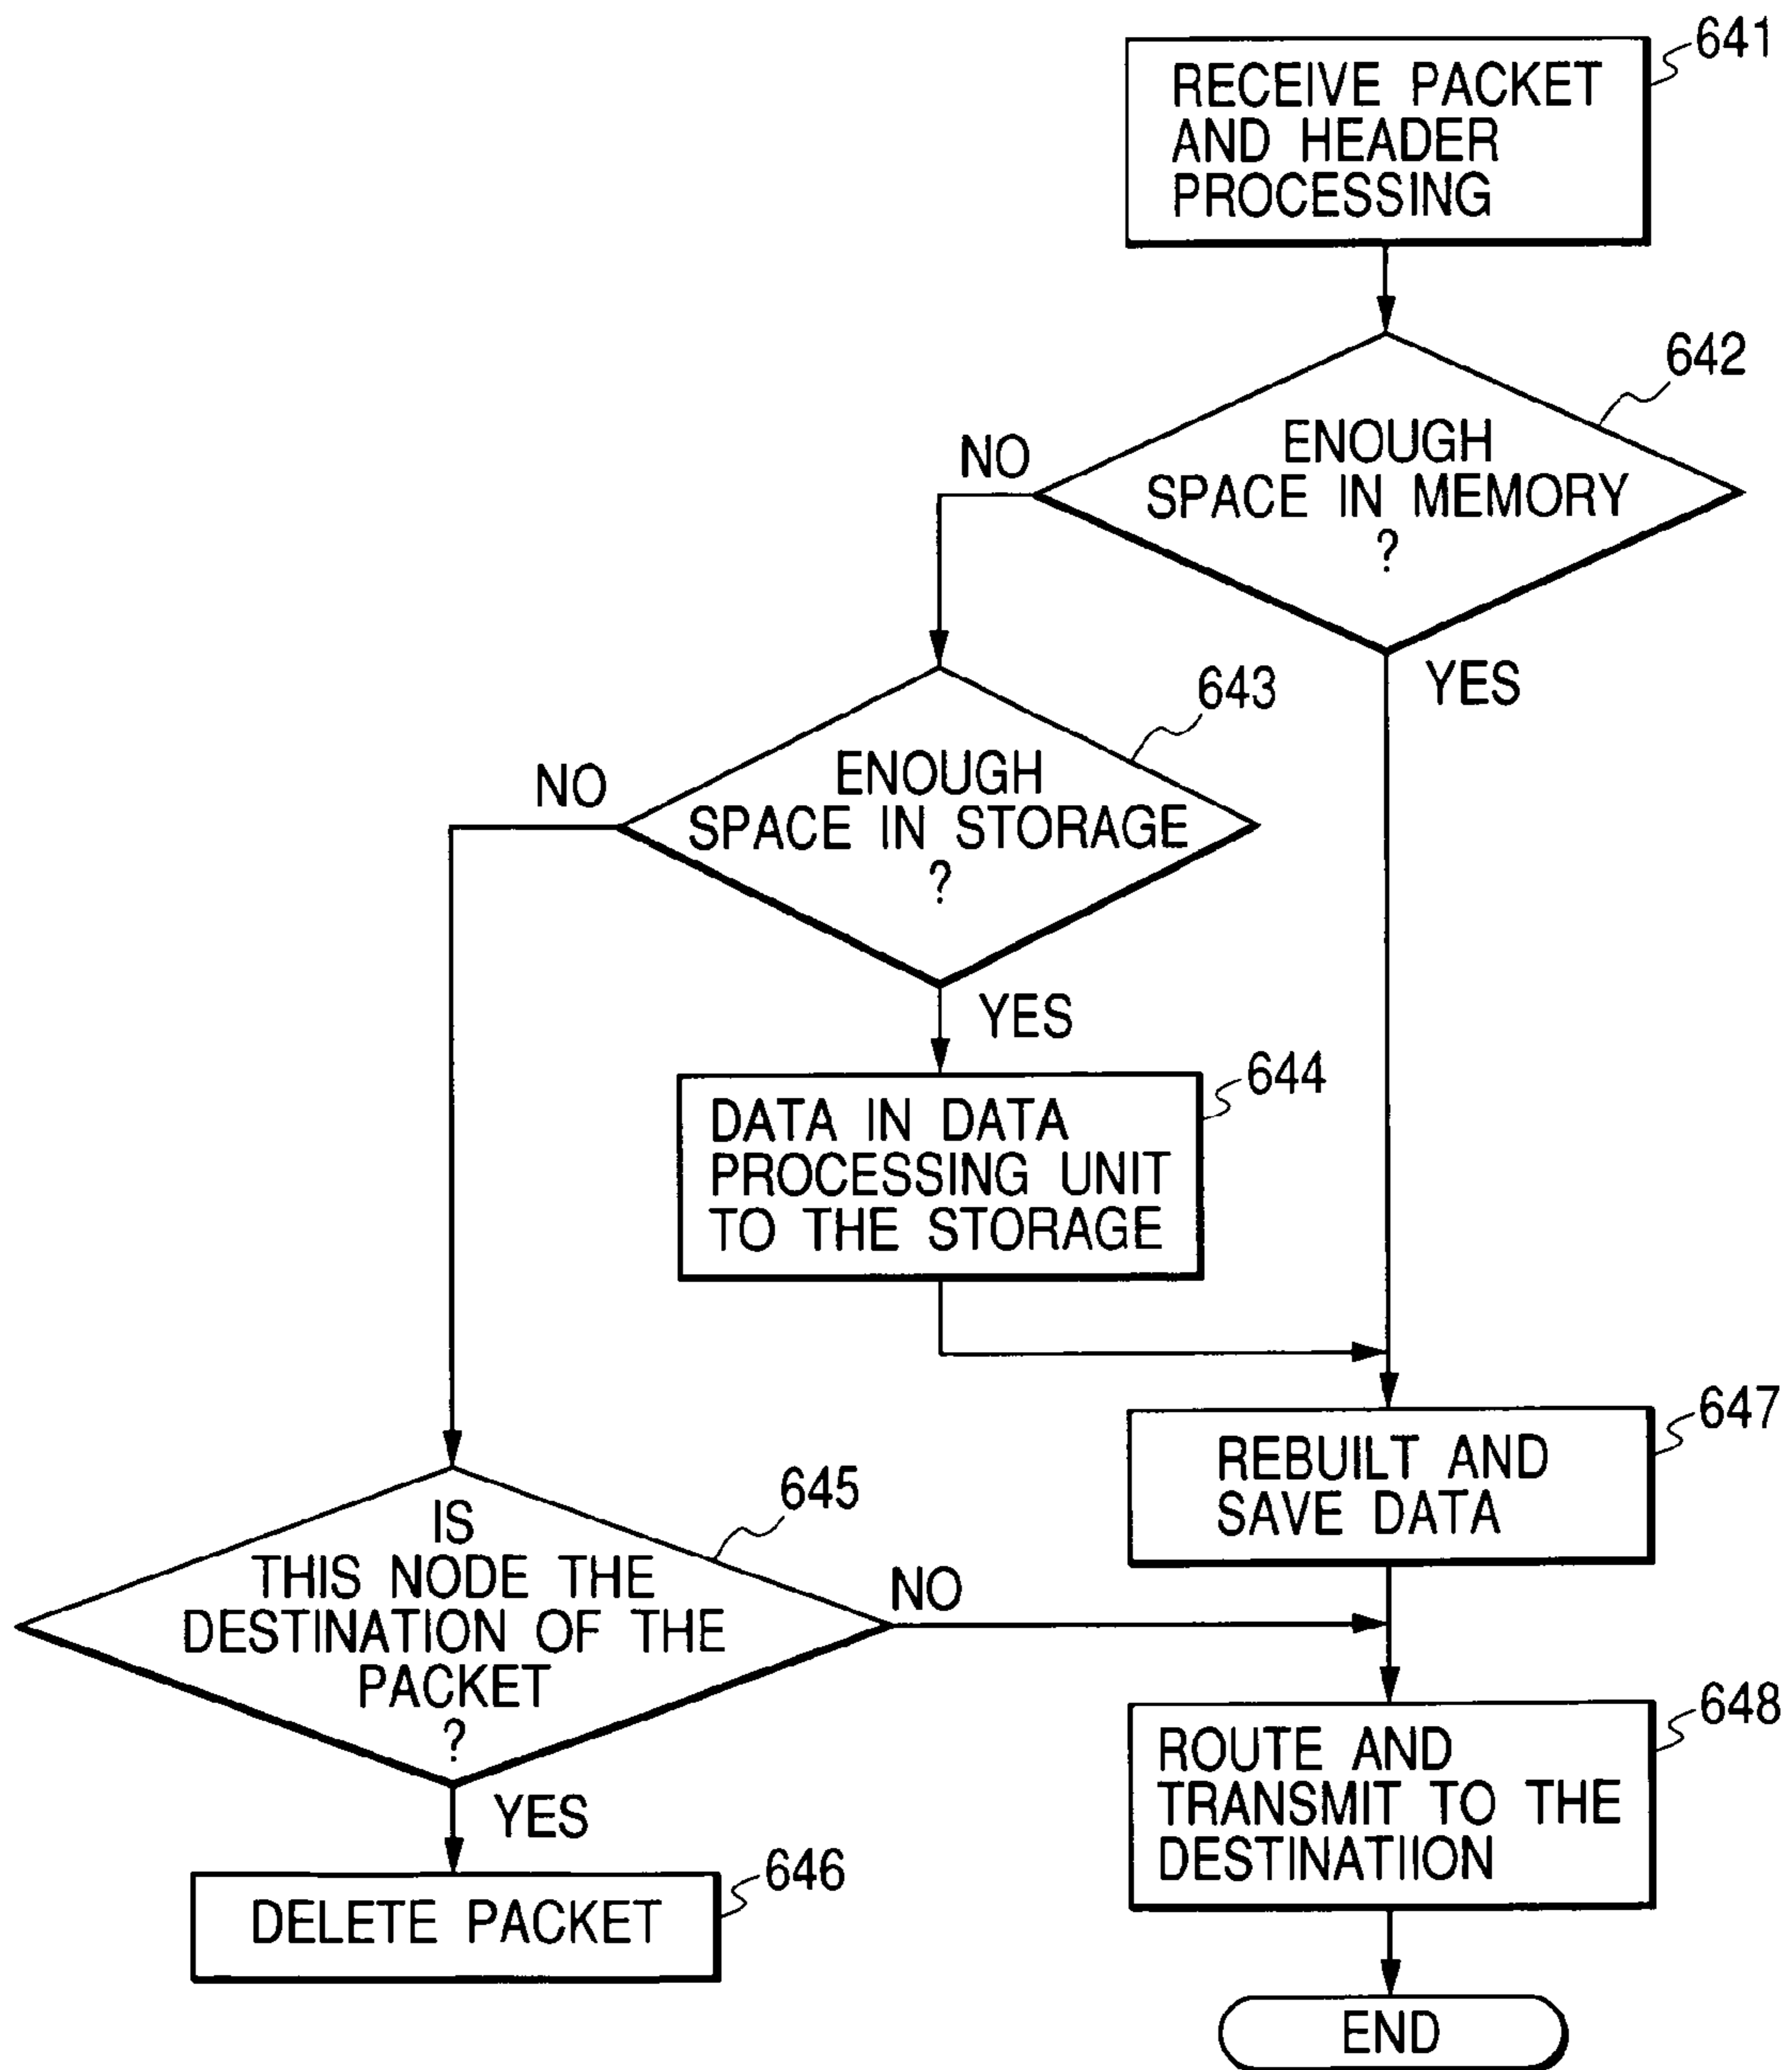 641
RECEIVE PACKET
AND HEADER
PROCESSING
642
ENOUGH
SPACE IN MEMORY
?
NO
YES
643
ENOUGH
SPACE IN STORAGE
?
NO
YES
644
DATA IN DATA
PROCESSING UNIT
TO THE STORAGE
647
REBUILT AND
SAVE DATA
645
IS
THIS NODE THE
DESTINATION OF THE
PACKET
?
NO
YES
648
ROUTE AND
TRANSMIT TO THE
DESTINATIION
646
DELETE PACKET
END